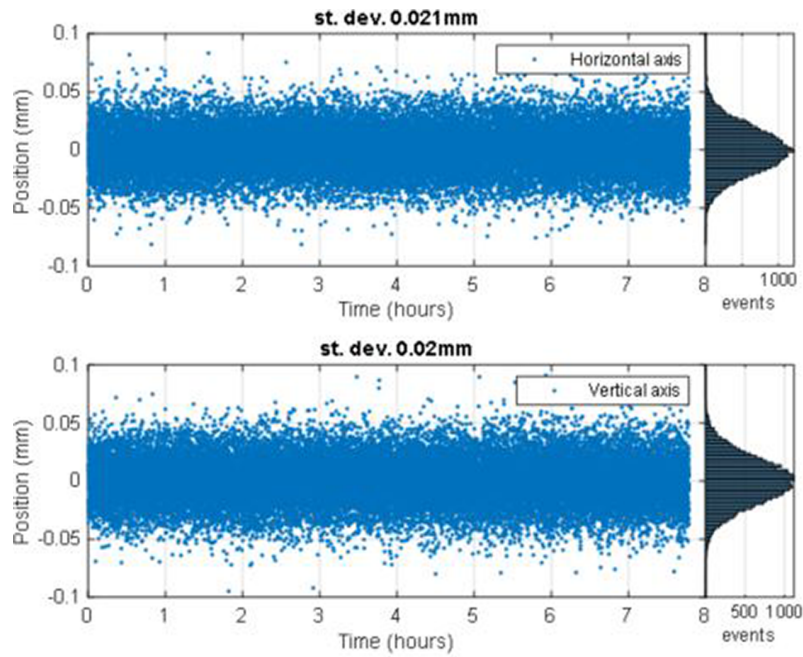 st. dev. 0.021mm
0.1
0.05
0
-0.05
-0.1
Position (mm)
Horizontal axis
0 1 2 3 4 5 6 7 8
Time (hours)
1000
events
st. dev. 0.02mm
0.1
0.05
0
-0.05
-0.1
Position (mm)
Vertical axis
0 1 2 3 4 5 6 7 8
Time (hours)
500 1000
events